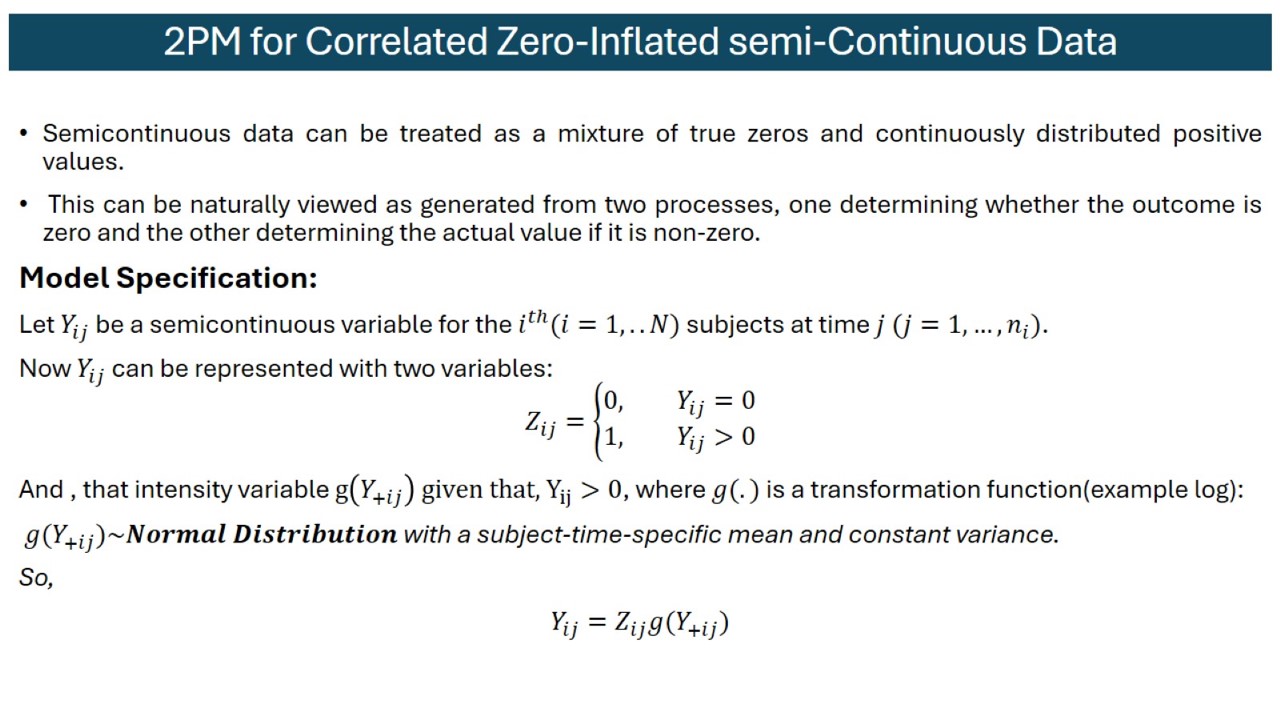 2PM for Correlated Zero-Inflated semi-Continuous Data
• Semicontinuous data can be treated as a mixture of true zeros and continuously distributed positive
values.
• This can be naturally viewed as generated from two processes, one determining whether the outcome is
zero and the other determining the actual value if it is non-zero.
Model Specification:
Let Y_{ij} be a semicontinuous variable for the i^{th}(i = 1,..N) subjects at time j (j = 1, …, n_i).
Now Y_{ij} can be represented with two variables:
Z_{ij} = { 0, Y_{ij} = 0
1, Y_{ij} > 0
And , that intensity variable g(Y_{+ij}) given that, Y_{ij} > 0, where g(.) is a transformation function(example log):
g(Y_{+ij})~Normal Distribution with a subject-time-specific mean and constant variance.
So,
Y_{ij} = Z_{ij}g(Y_{+ij})